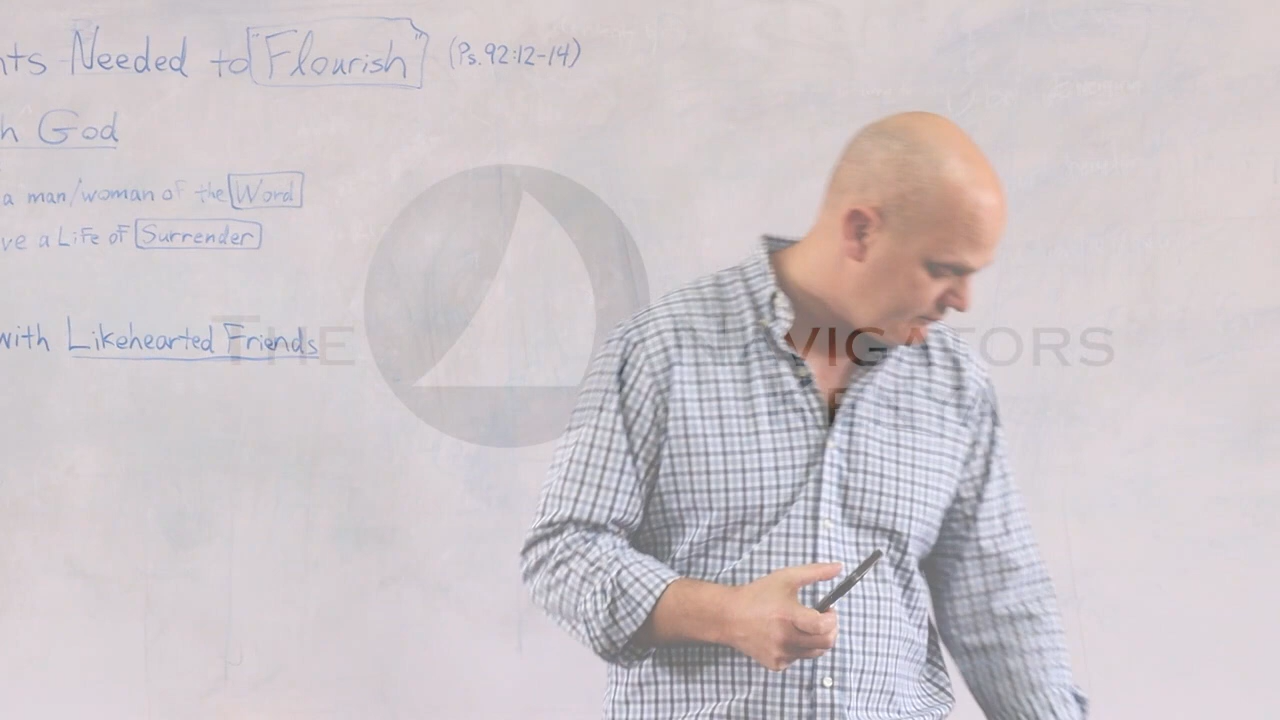 nts Needed to "Flourish" (Ps. 92:12-14)
h God
a man/woman of the Word
ve a Life of Surrender
with Likehearted Friends
THE NAVIGATORS